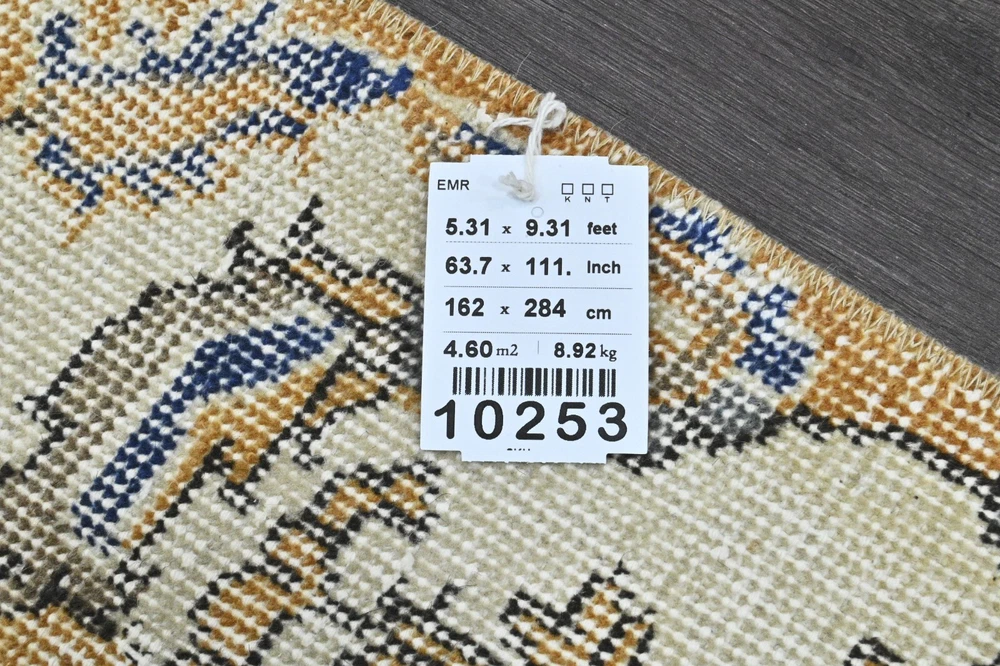 EMR
K N T
5.31 x 9.31 feet
63.7 x 111. Inch
162 x 284 cm
4.60 m2 | 8.92 kg
10253